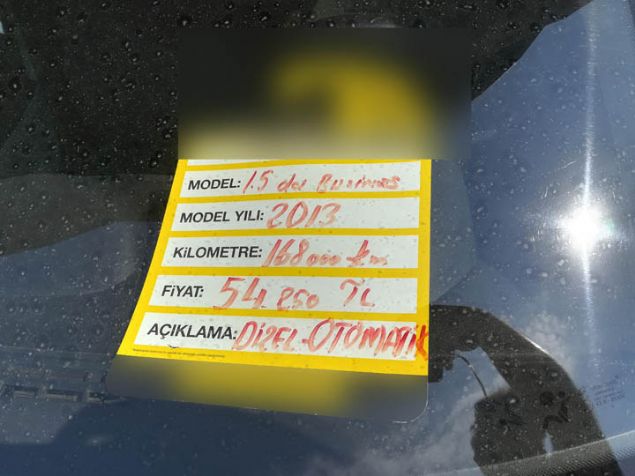 MODEL: 1.5 dci Business
MODEL YILI: 2013
KİLOMETRE: 168000 km
FİYAT: 54 250 TL
AÇIKLAMA: DİZEL-OTOMATİK